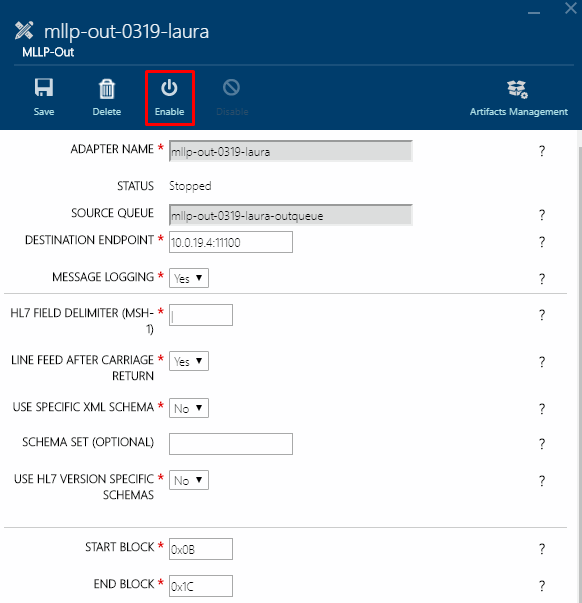 mllp-out-0319-laura
MLLP-Out
Save Delete Enable Disable Artifacts Management
ADAPTER NAME * mllp-out-0319-laura ?
STATUS Stopped
SOURCE QUEUE mllp-out-0319-laura-outqueue ?
DESTINATION ENDPOINT * 10.0.19.4:11100 ?
MESSAGE LOGGING * Yes ▼ ?
HL7 FIELD DELIMITER (MSH- * | ?
1)
LINE FEED AFTER CARRIAGE * Yes ▼ ?
RETURN
USE SPECIFIC XML SCHEMA * No ▼ ?
SCHEMA SET (OPTIONAL) ?
USE HL7 VERSION SPECIFIC * No ▼ ?
SCHEMAS
START BLOCK * 0x0B ?
END BLOCK * 0x1C ?